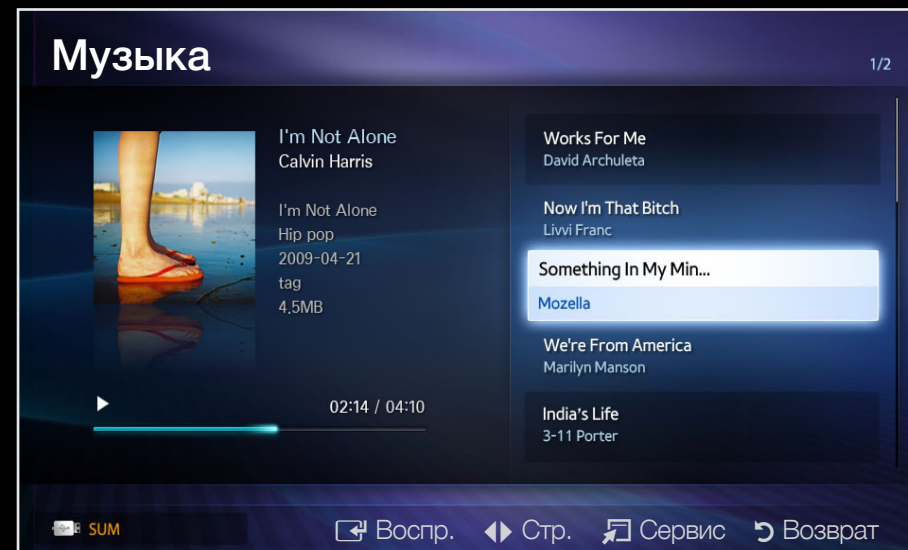 Музыка
1/2
I'm Not Alone
Calvin Harris
I'm Not Alone
Hip pop
2009-04-21
tag
4.5MB
02:14 / 04:10
Works For Me
David Archuleta
Now I'm That Bitch
Livvi Franc
Something In My Min...
Mozella
We're From America
Marilyn Manson
India's Life
3-11 Porter
SUM
Воспр. Стр. Сервис Возврат